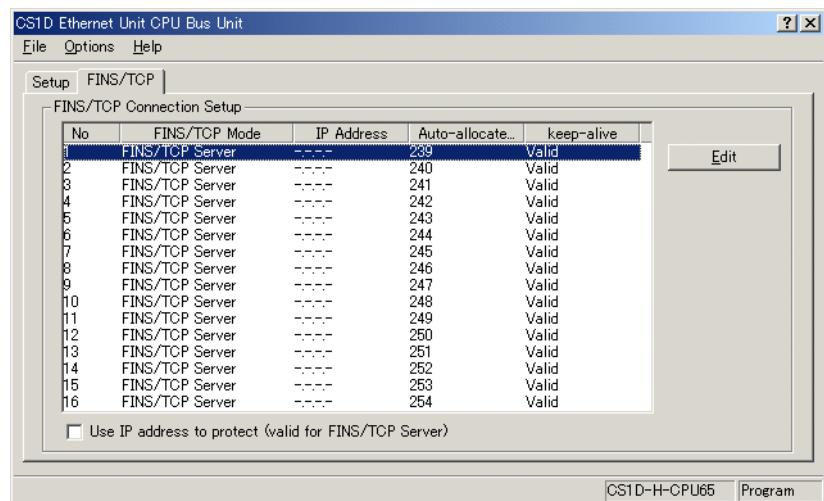 CS1D Ethernet Unit CPU Bus Unit
File Options Help
Setup FINS/TCP
FINS/TCP Connection Setup
No FINS/TCP Mode IP Address Auto-allocate... keep-alive
1 FINS/TCP Server -.-.-.- 239 Valid
Edit
2 FINS/TCP Server -.-.-.- 240 Valid
3 FINS/TCP Server -.-.-.- 241 Valid
4 FINS/TCP Server -.-.-.- 242 Valid
5 FINS/TCP Server -.-.-.- 243 Valid
6 FINS/TCP Server -.-.-.- 244 Valid
7 FINS/TCP Server -.-.-.- 245 Valid
8 FINS/TCP Server -.-.-.- 246 Valid
9 FINS/TCP Server -.-.-.- 247 Valid
10 FINS/TCP Server -.-.-.- 248 Valid
11 FINS/TCP Server -.-.-.- 249 Valid
12 FINS/TCP Server -.-.-.- 250 Valid
13 FINS/TCP Server -.-.-.- 251 Valid
14 FINS/TCP Server -.-.-.- 252 Valid
15 FINS/TCP Server -.-.-.- 253 Valid
16 FINS/TCP Server -.-.-.- 254 Valid
Use IP address to protect (valid for FINS/TCP Server)
CS1D-H-CPU65 Program